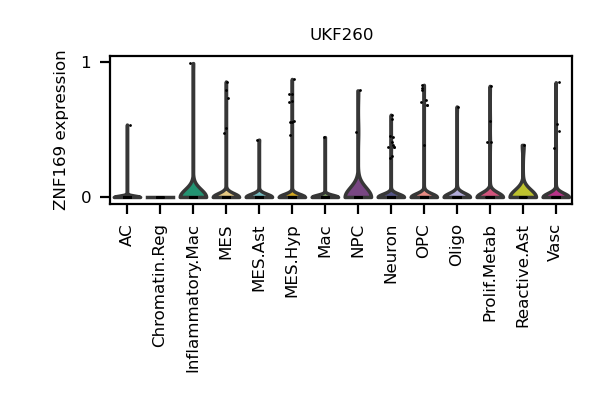 UKF260
ZNF169 expression
1
0
AC
Chromatin.Reg
Inflammatory.Mac
MES
MES.Ast
MES.Hyp
Mac
NPC
Neuron
OPC
Oligo
Prolif.Metab
Reactive.Ast
Vasc